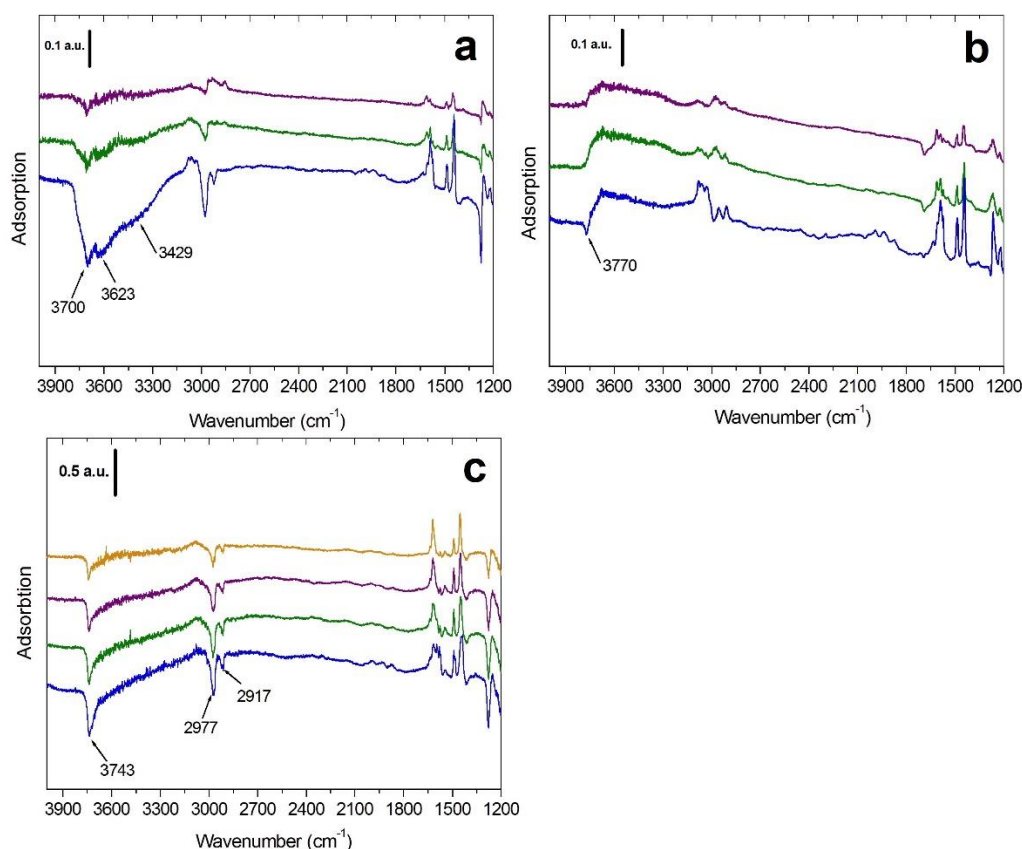 a
0.1 a.u.
Adsorption
3429
3623
3700
3900 3600 3300 3000 2700 2400 2100 1800 1500 1200
Wavenumber (cm⁻¹)
b
0.1 a.u.
Adsorption
3770
3900 3600 3300 3000 2700 2400 2100 1800 1500 1200
Wavenumber (cm⁻¹)
c
0.5 a.u.
Adsorbtion
2917
2977
3743
3900 3600 3300 3000 2700 2400 2100 1800 1500 1200
Wavenumber (cm⁻¹)